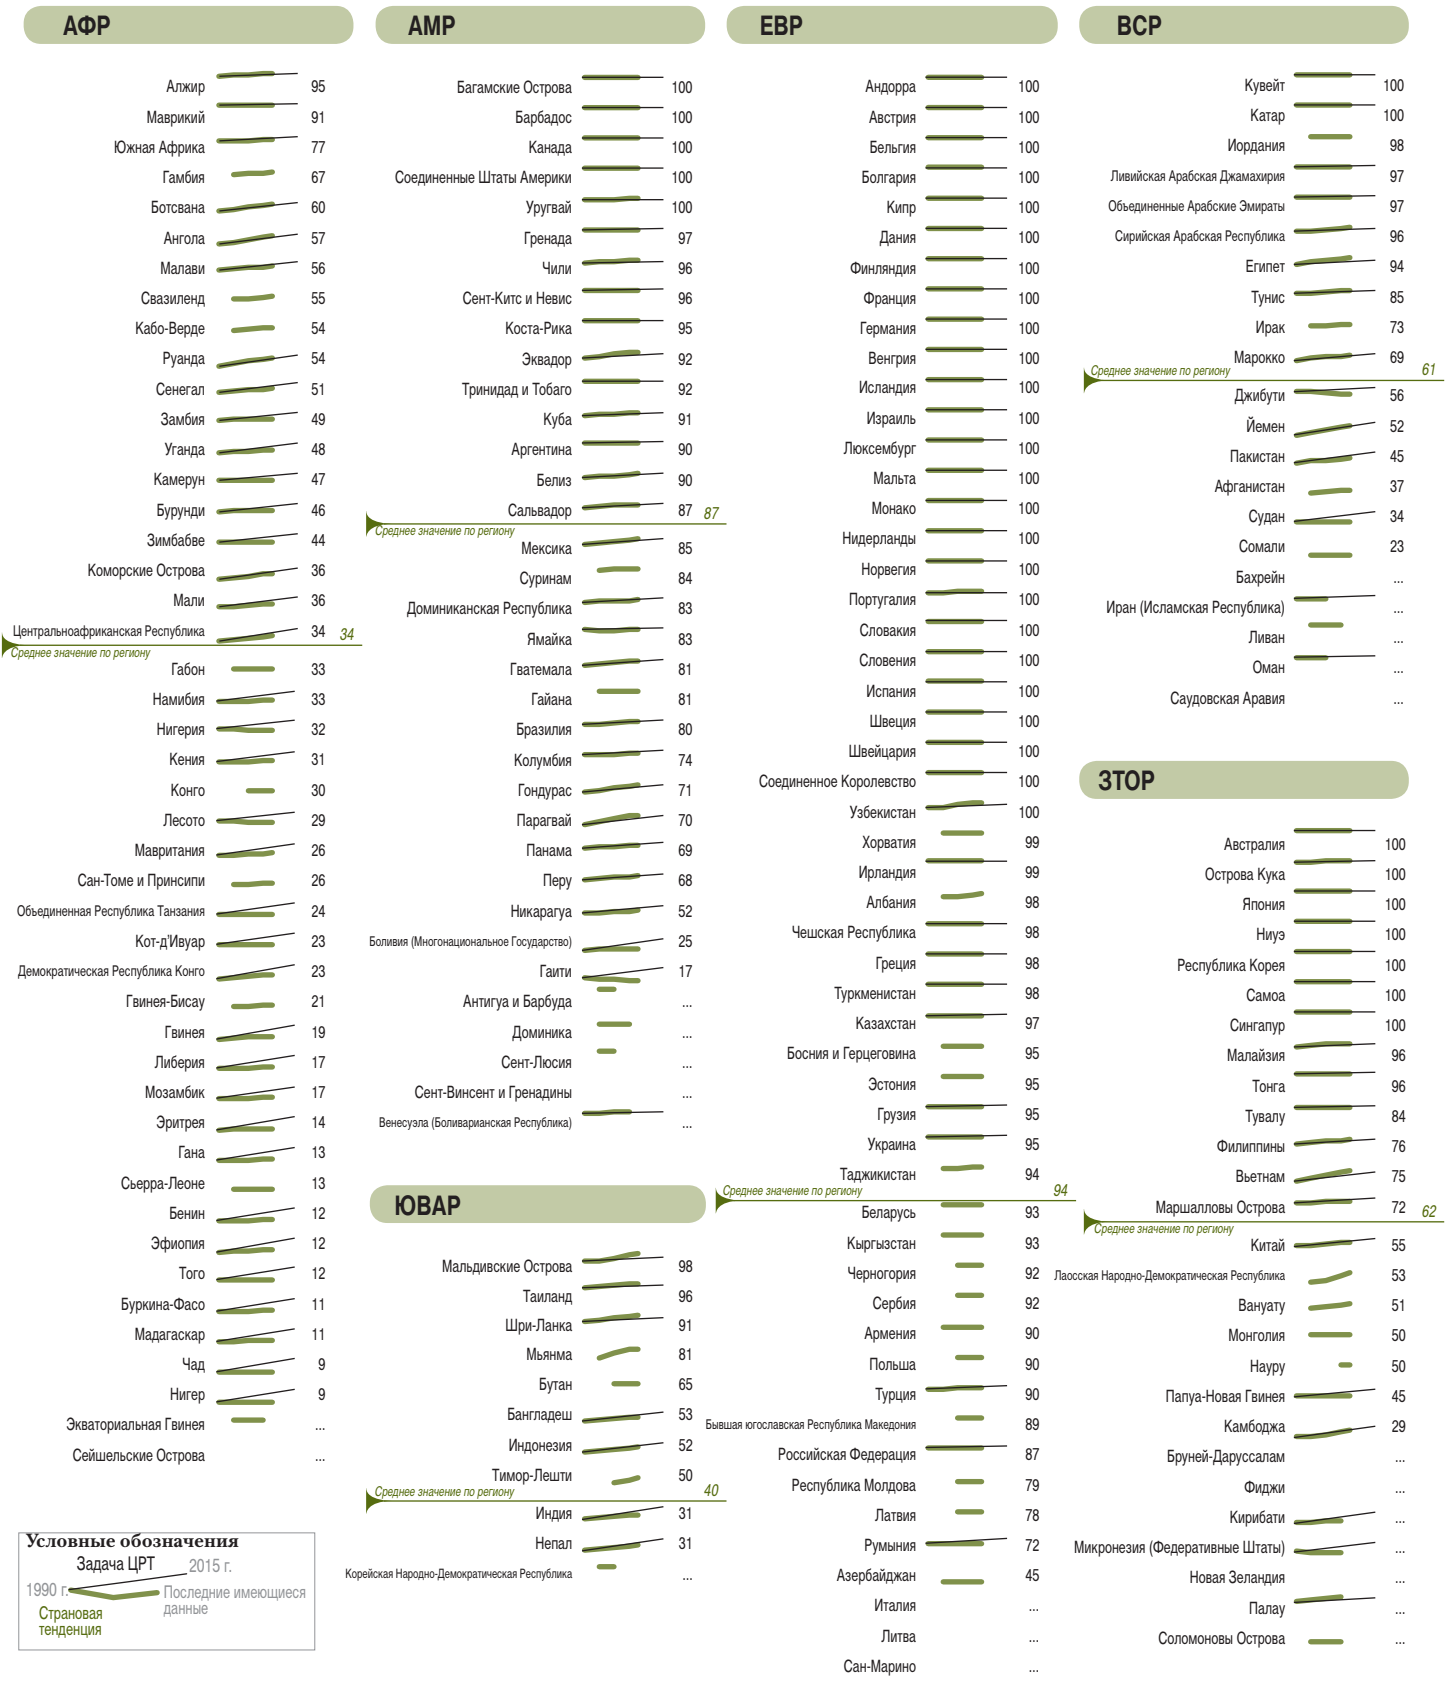 АФР
Алжир 95
Маврикий 91
Южная Африка 77
Гамбия 67
Ботсвана 60
Ангола 57
Малави 56
Свазиленд 55
Кабо-Верде 54
Руанда 54
Сенегал 51
Замбия 49
Уганда 48
Камерун 47
Бурунди 46
Зимбабве 44
Коморские Острова 36
Мали 36
Центральноафриканская Республика 34 34
Среднее значение по региону
Габон 33
Намибия 33
Нигерия 32
Кения 31
Конго 30
Лесото 29
Мавритания 26
Сан-Томе и Принсипи 26
Объединенная Республика Танзания 24
Кот-д'Ивуар 23
Демократическая Республика Конго 23
Гвинея-Бисау 21
Гвинея 19
Либерия 17
Мозамбик 17
Эритрея 14
Гана 13
Сьерра-Леоне 13
Бенин 12
Эфиопия 12
Того 12
Буркина-Фасо 11
Мадагаскар 11
Чад 9
Нигер 9
Экваториальная Гвинея ...
Сейшельские Острова ...
Условные обозначения
Задача ЦРТ 2015 г.
1990 г. Последние имеющиеся
данные
Страновая
тенденция
АМР
Багамские Острова 100
Барбадос 100
Канада 100
Соединенные Штаты Америки 100
Уругвай 100
Гренада 97
Чили 96
Сент-Китс и Невис 96
Коста-Рика 95
Эквадор 92
Тринидад и Тобаго 92
Куба 91
Аргентина 90
Белиз 90
Сальвадор 87 87
Среднее значение по региону
Мексика 85
Суринам 84
Доминиканская Республика 83
Ямайка 83
Гватемала 81
Гайана 81
Бразилия 80
Колумбия 74
Гондурас 71
Парагвай 70
Панама 69
Перу 68
Никарагуа 52
Боливия (Многонациональное Государство) 25
Гаити 17
Антигуа и Барбуда ...
Доминика ...
Сент-Люсия ...
Сент-Винсент и Гренадины ...
Венесуэла (Боливарианская Республика) ...
ЮВАР
Мальдивские Острова 98
Таиланд 96
Шри-Ланка 91
Мьянма 81
Бутан 65
Бангладеш 53
Индонезия 52
Тимор-Лешти 50
Среднее значение по региону 40
Индия 31
Непал 31
Корейская Народно-Демократическая Республика ...
ЕВР
Андорра 100
Австрия 100
Бельгия 100
Болгария 100
Кипр 100
Дания 100
Финляндия 100
Франция 100
Германия 100
Венгрия 100
Исландия 100
Израиль 100
Люксембург 100
Мальта 100
Монако 100
Нидерланды 100
Норвегия 100
Португалия 100
Словакия 100
Словения 100
Испания 100
Швеция 100
Швейцария 100
Соединенное Королевство 100
Узбекистан 100
Хорватия 99
Ирландия 99
Албания 98
Чешская Республика 98
Греция 98
Туркменистан 98
Казахстан 97
Босния и Герцеговина 95
Эстония 95
Грузия 95
Украина 95
Таджикистан 94
Среднее значение по региону 94
Беларусь 93
Кыргызстан 93
Черногория 92
Сербия 92
Армения 90
Польша 90
Турция 90
Бывшая югославская Республика Македония 89
Российская Федерация 87
Республика Молдова 79
Латвия 78
Румыния 72
Азербайджан 45
Италия ...
Литва ...
Сан-Марино ...
ВСР
Кувейт 100
Катар 100
Иордания 98
Ливийская Арабская Джамахирия 97
Объединенные Арабские Эмираты 97
Сирийская Арабская Республика 96
Египет 94
Тунис 85
Ирак 73
Марокко 69
Среднее значение по региону 61
Джибути 56
Йемен 52
Пакистан 45
Афганистан 37
Судан 34
Сомали 23
Бахрейн ...
Иран (Исламская Республика) ...
Ливан ...
Оман ...
Саудовская Аравия ...
ЗТОР
Австралия 100
Острова Кука 100
Япония 100
Ниуэ 100
Республика Корея 100
Самоа 100
Сингапур 100
Малайзия 96
Тонга 96
Тувалу 84
Филиппины 76
Вьетнам 75
Маршалловы Острова 72 62
Среднее значение по региону
Китай 55
Лаосская Народно-Демократическая Республика 53
Вануату 51
Монголия 50
Науру 50
Папуа-Новая Гвинея 45
Камбоджа 29
Бруней-Даруссалам ...
Фиджи ...
Кирибати ...
Микронезия (Федеративные Штаты) ...
Новая Зеландия ...
Палау ...
Соломоновы Острова ...